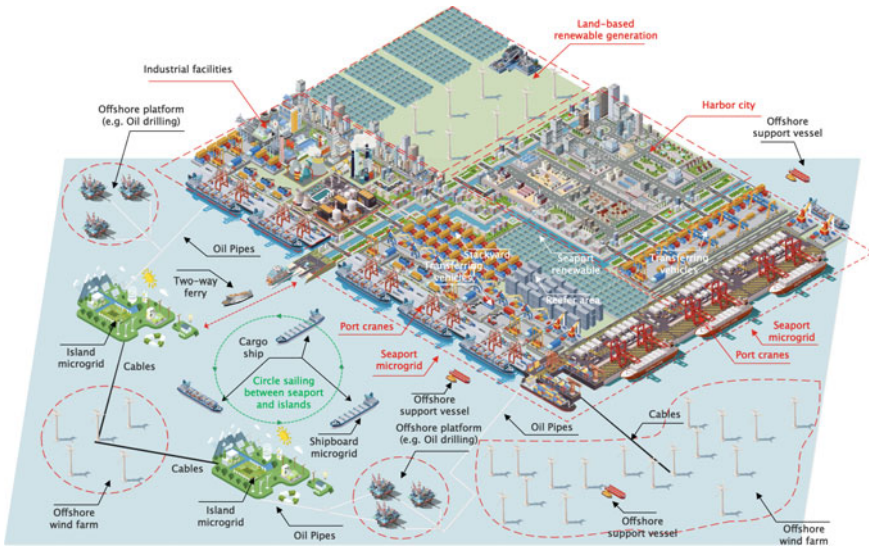 Land-based
renewable generation
Industrial facilities
Offshore platform
(e.g. Oil drilling)
Harbor city
Offshore
support vessel
Oil Pipes
Stackyard
Transferring
vehicles
Seaport
renewable
Transferring
vehicles
Two-way
ferry
Reefer area
Port cranes
Island
microgrid
Cargo
ship
Seaport
microgrid
Seaport
microgrid
Port cranes
Cables
Circle sailing
between seaport
and islands
Offshore
support vessel
Offshore platform
(e.g. Oil drilling)
Oil Pipes
Cables
Shipboard
microgrid
Cables
Offshore
wind farm
Island
microgrid
Oil Pipes
Offshore
support vessel
Offshore
wind farm